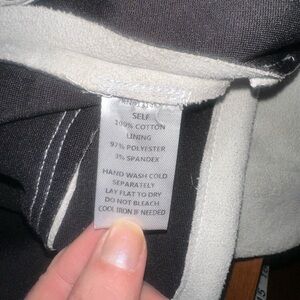 SELF
100% COTTON
LINING
97% POLYESTER
3% SPANDEX
HAND WASH COLD
SEPARATELY
LAY FLAT TO DRY
DO NOT BLEACH
COOL IRON IF NEEDED